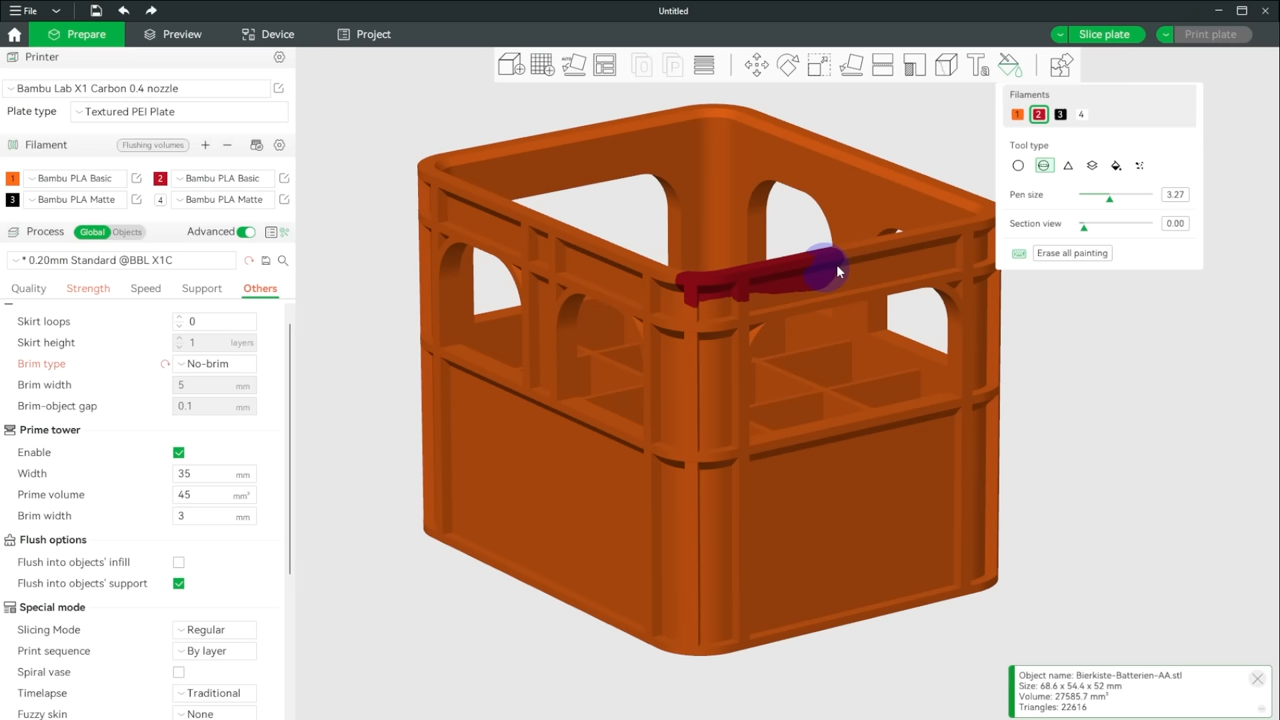 File
Untitled
Prepare
Preview
Device
Project
Slice plate
Print plate
Printer
Bambu Lab X1 Carbon 0.4 nozzle
Plate type
Textured PEI Plate
Filament
Flushing volumes
1 Bambu PLA Basic
2 Bambu PLA Basic
3 Bambu PLA Matte
4 Bambu PLA Matte
Process
Global
Objects
Advanced
* 0.20mm Standard @BBL X1C
Quality
Strength
Speed
Support
Others
Skirt loops 0
Skirt height 1 layers
Brim type No-brim
Brim width 5 mm
Brim-object gap 0.1 mm
Prime tower
Enable
Width 35 mm
Prime volume 45 mm³
Brim width 3 mm
Flush options
Flush into objects' infill
Flush into objects' support
Special mode
Slicing Mode Regular
Print sequence By layer
Spiral vase
Timelapse Traditional
Fuzzy skin None
Filaments
1 2 3 4
Tool type
Pen size 3.27
Section view 0.00
Erase all painting
Object name: Bierkiste-Batterien-AA.stl
Size: 68.6 x 54.4 x 52 mm
Volume: 27585.7 mm³
Triangles: 22616